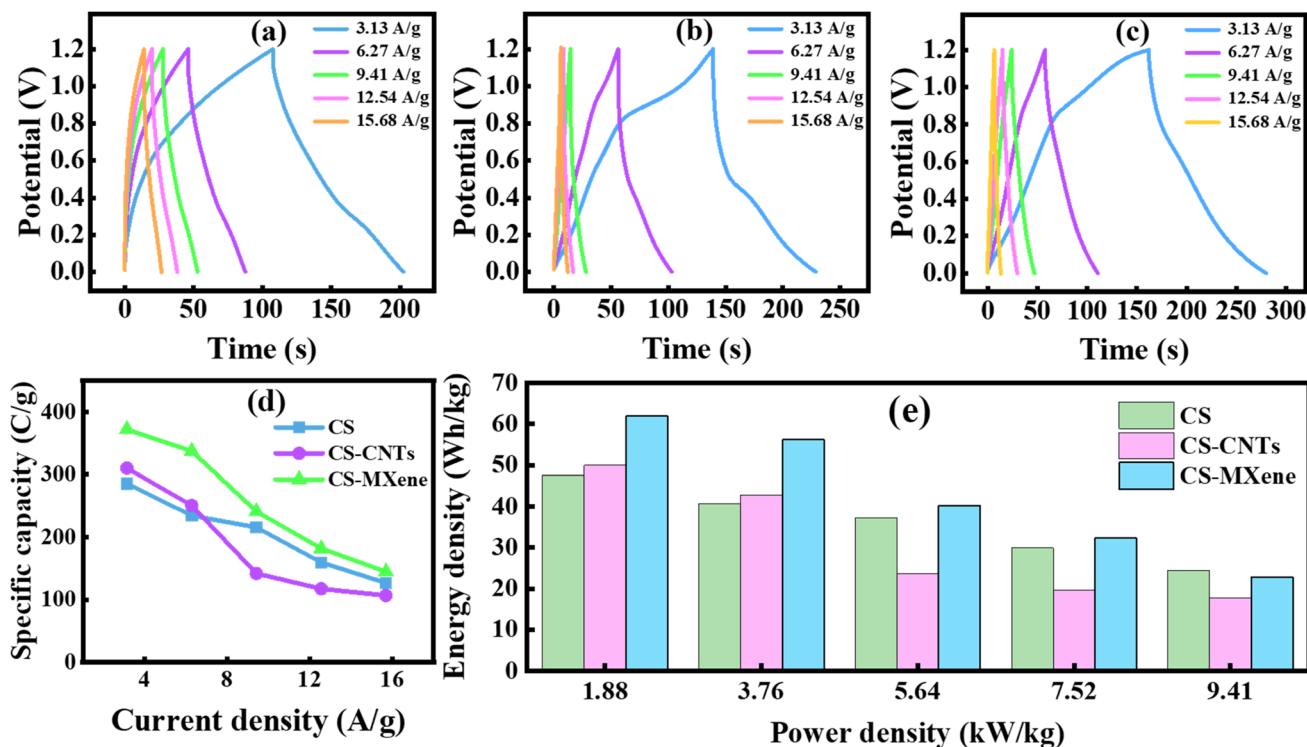 (a)
3.13 A/g
6.27 A/g
9.41 A/g
12.54 A/g
15.68 A/g
1.2
1.0
0.8
0.6
0.4
0.2
0.0
Potential (V)
0 50 100 150 200
Time (s)
(b)
3.13 A/g
6.27 A/g
9.41 A/g
12.54 A/g
15.68 A/g
1.2
1.0
0.8
0.6
0.4
0.2
0.0
Potential (V)
0 50 100 150 200 250
Time (s)
(c)
3.13 A/g
6.27 A/g
9.41 A/g
12.54 A/g
15.68 A/g
1.2
1.0
0.8
0.6
0.4
0.2
0.0
Potential (V)
0 50 100 150 200 250 300
Time (s)
(d)
CS
CS-CNTs
CS-MXene
400
300
200
100
0
Specific capacity (C/g)
4 8 12 16
Current density (A/g)
(e)
CS
CS-CNTs
CS-MXene
70
60
50
40
30
20
10
0
Energy density (Wh/kg)
1.88 3.76 5.64 7.52 9.41
Power density (kW/kg)